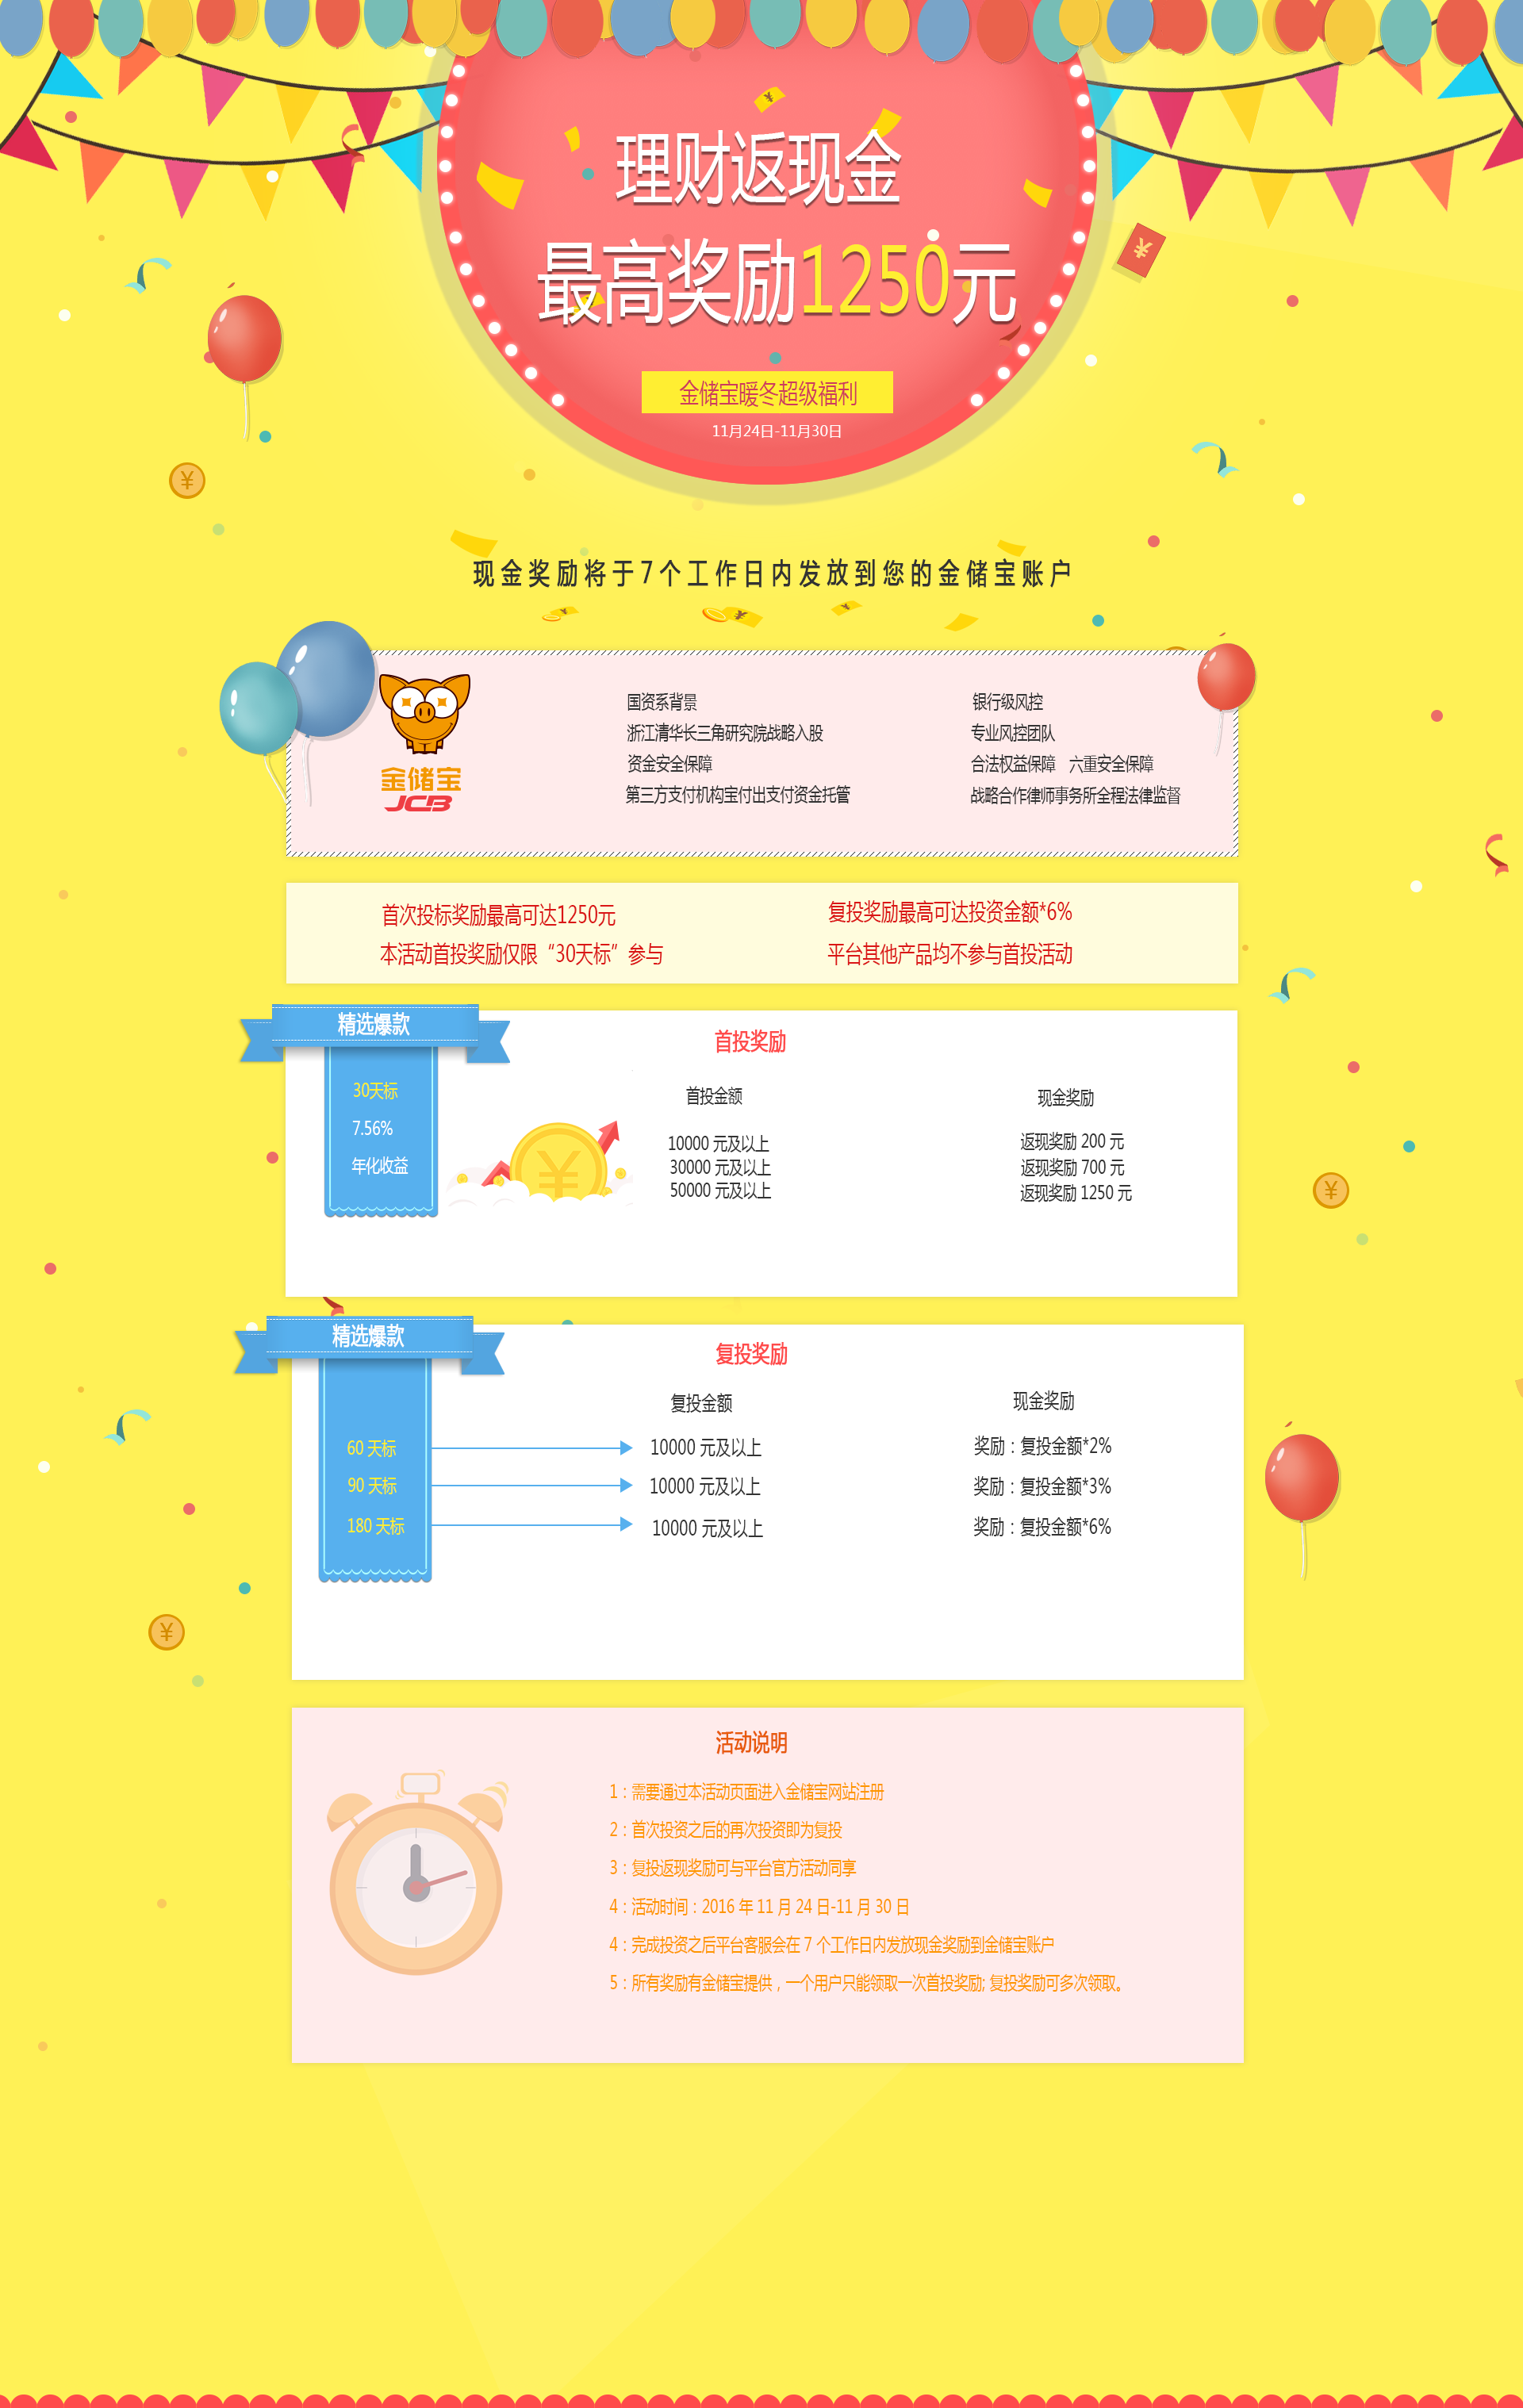 理财返现金
最高奖励1250元
金储宝暖冬超级福利
11月24日-11月30日
现金奖励将于7个工作日内发放到您的金储宝账户
金储宝
JCB
国资系背景
浙江清华长三角研究院战略入股
资金安全保障
第三方支付机构宝付出支付资金托管
银行级风控
专业风控团队
合法权益保障 六重安全保障
战略合作律师事务所全程法律监督
首次投标奖励最高可达1250元
复投奖励最高可达投资金额*6%
本活动首投奖励仅限“30天标”参与
平台其他产品均不参与首投活动
精选爆款
30天标
7.56%
年化收益
首投奖励
首投金额 现金奖励
10000 元及以上 返现奖励 200 元
30000 元及以上 返现奖励 700 元
50000 元及以上 返现奖励 1250 元
精选爆款
复投奖励
复投金额 现金奖励
60 天标 10000 元及以上 奖励：复投金额*2%
90 天标 10000 元及以上 奖励：复投金额*3%
180 天标 10000 元及以上 奖励：复投金额*6%
活动说明
1：需要通过本活动页面进入金储宝网站注册
2：首次投资之后的再次投资即为复投
3：复投返现奖励可与平台官方活动同享
4：活动时间：2016 年 11 月 24 日-11 月 30 日
4：完成投资之后平台客服会在 7 个工作日内发放现金奖励到金储宝账户
5：所有奖励有金储宝提供，一个用户只能领取一次首投奖励; 复投奖励可多次领取。